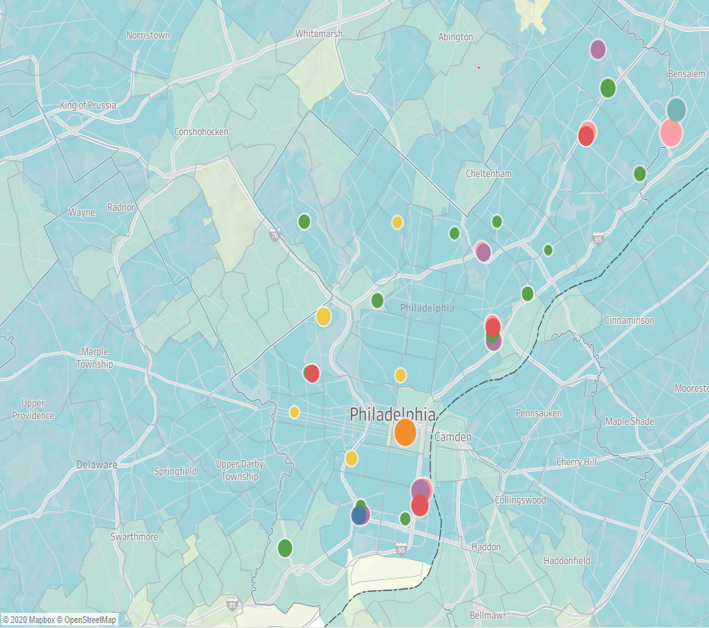 Norristown
Whitemarsh
Abington
Bensalem
King of Prussia
Conshohocken
Cheltenham
Wayne
Radnor
76
95
Philadelphia
Cinnaminson
Marple
Township
Upper
Providence
Moorest
Philadelphia
Pennsauken
Maple Shade
Camden
Delaware
Springfield
Upper Darby
Township
Cherry Hill
Collingswood
Swarthmore
Haddon
Haddonfield
95
Bellmawr
© 2020 Mapbox © OpenStreetMap